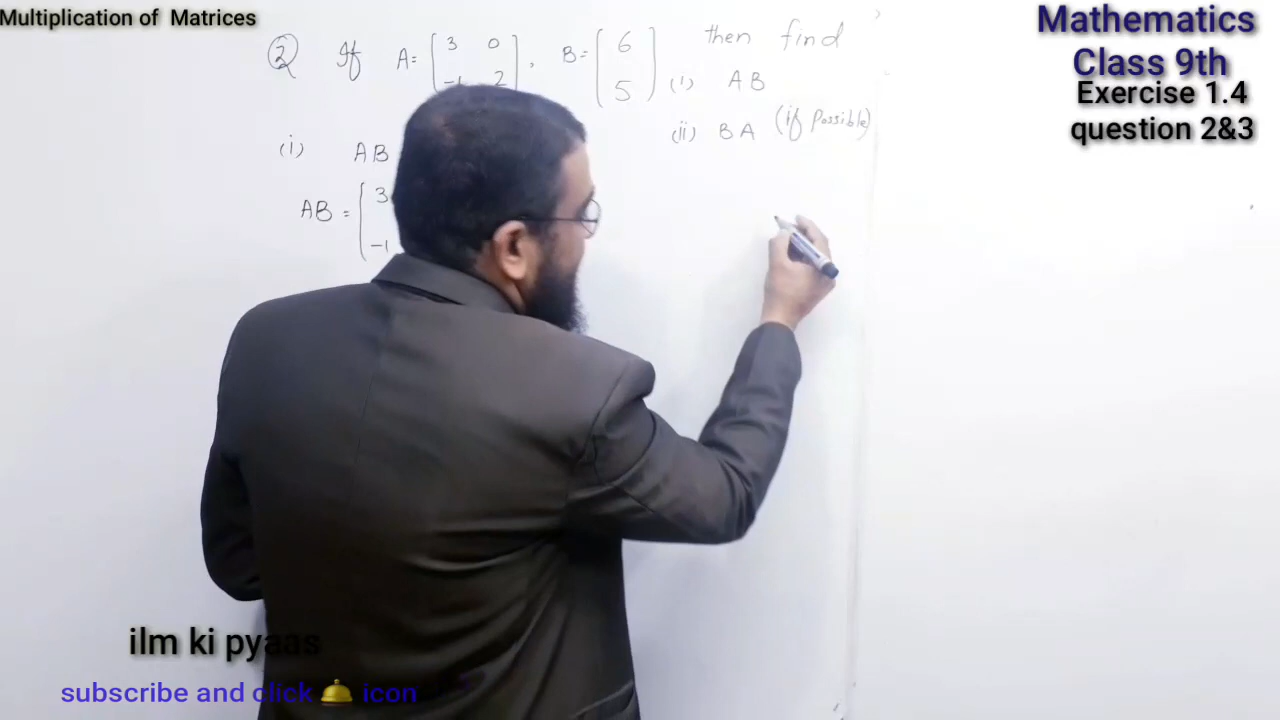 Multiplication of Matrices
Mathematics
Class 9th
Exercise 1.4
question 2&3
2 If A= [3 0 -1 2], B= [6 5] then find
(i) AB
(ii) BA (if Possible)
(i) AB
AB = [3 -1
ilm ki pyaas
subscribe and click 🔔 icon